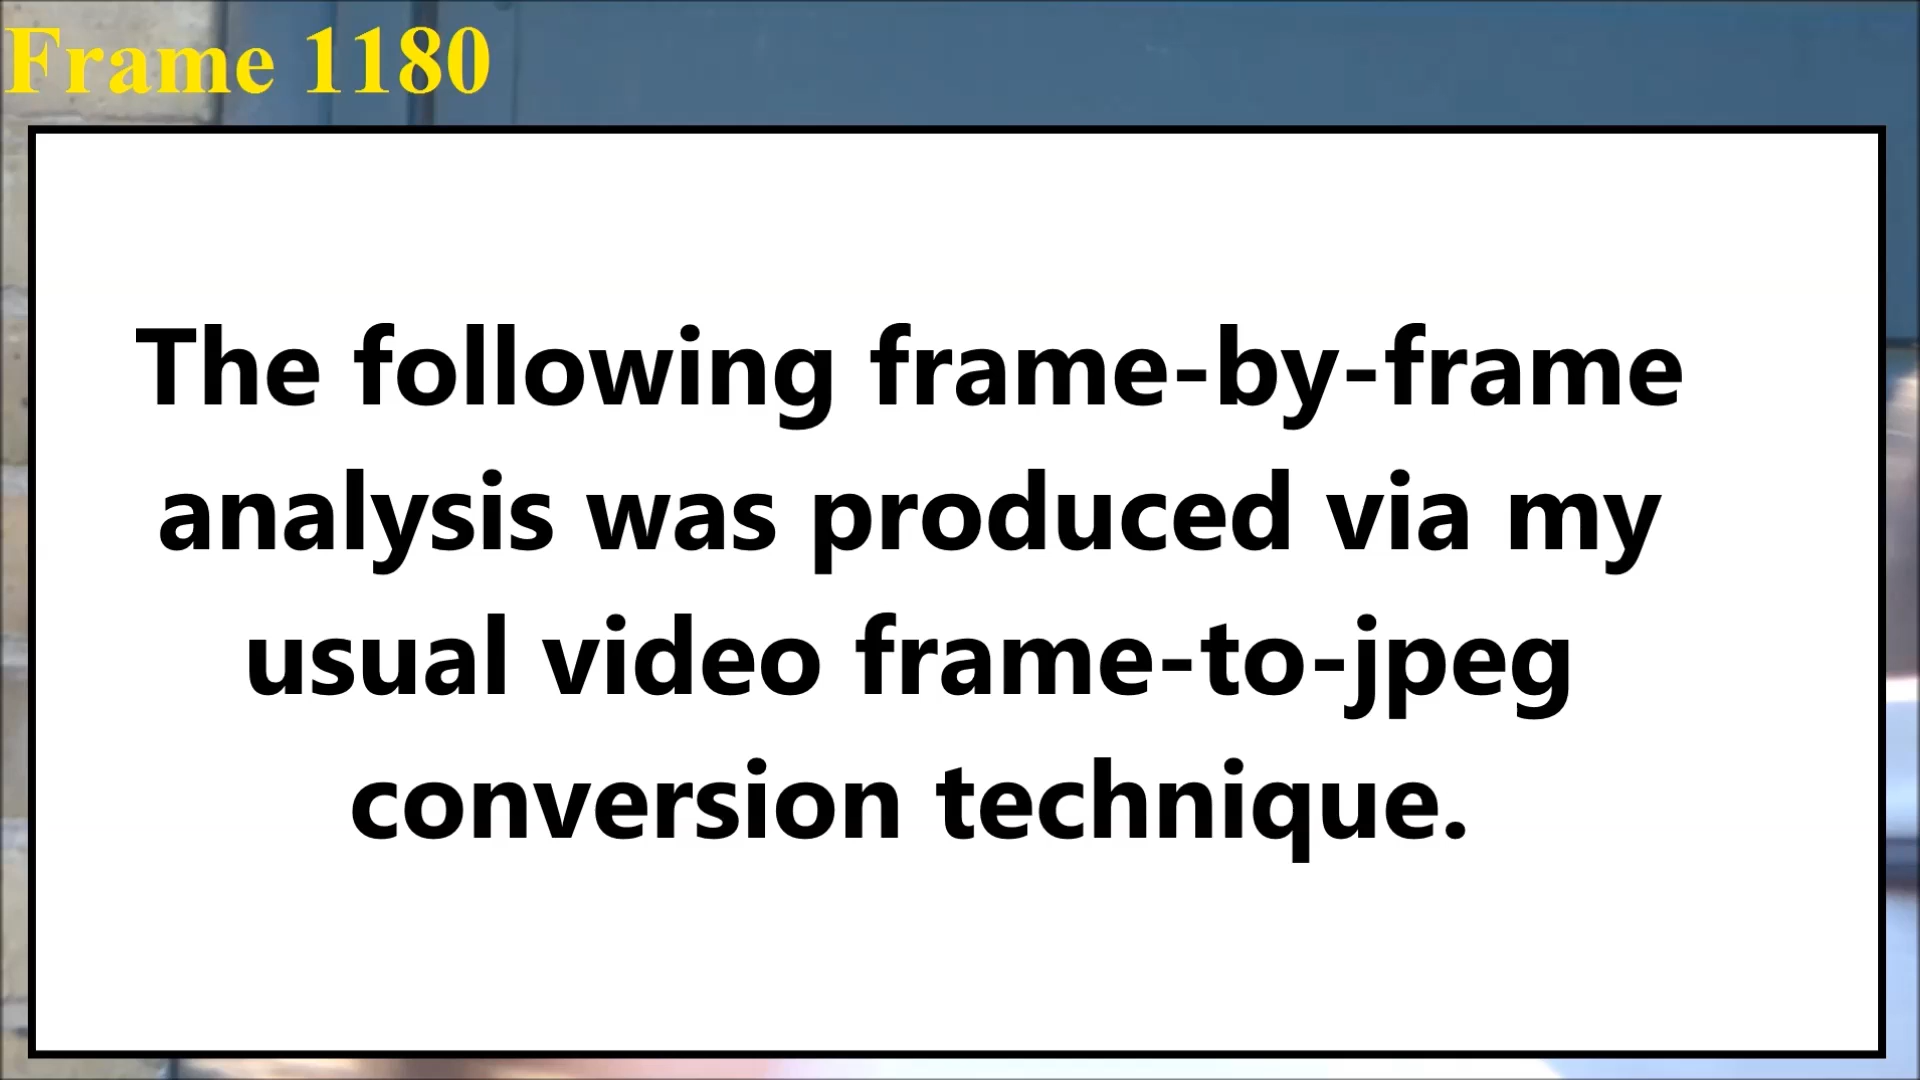 Frame 1180
The following frame-by-frame
analysis was produced via my
usual video frame-to-jpeg
conversion technique.